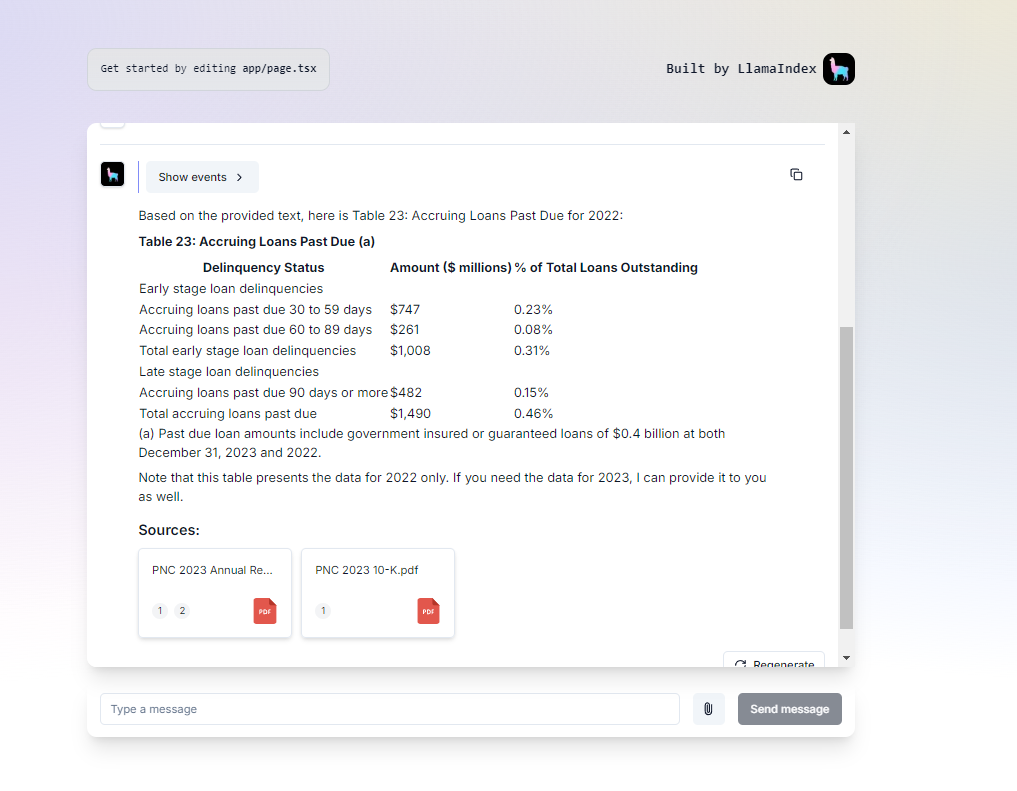 Get started by editing app/page.tsx
Built by LlamaIndex
Show events
Based on the provided text, here is Table 23: Accruing Loans Past Due for 2022:
Table 23: Accruing Loans Past Due (a)
Delinquency Status Amount ($ millions) % of Total Loans Outstanding
Early stage loan delinquencies
Accruing loans past due 30 to 59 days $747 0.23%
Accruing loans past due 60 to 89 days $261 0.08%
Total early stage loan delinquencies $1,008 0.31%
Late stage loan delinquencies
Accruing loans past due 90 days or more $482 0.15%
Total accruing loans past due $1,490 0.46%
(a) Past due loan amounts include government insured or guaranteed loans of $0.4 billion at both
December 31, 2023 and 2022.
Note that this table presents the data for 2022 only. If you need the data for 2023, I can provide it to you
as well.
Sources:
PNC 2023 Annual Re... PNC 2023 10-K.pdf
1 2 PDF 1 PDF
Regenerate
Type a message Send message